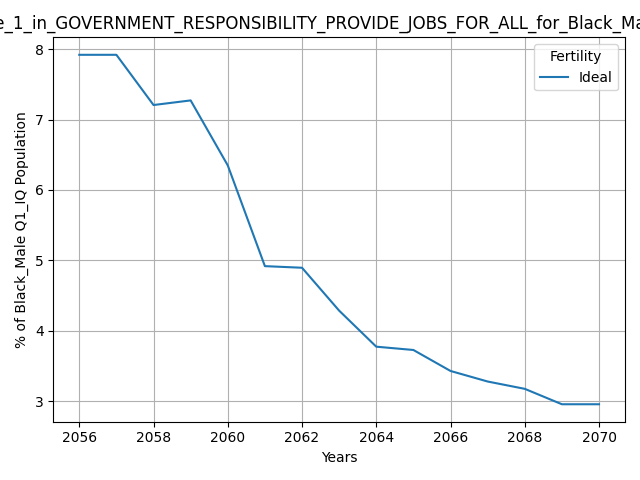 e_1_in_GOVERNMENT_RESPONSIBILITY_PROVIDE_JOBS_FOR_ALL_for_Black_Ma
Fertility
Ideal
% of Black_Male Q1_IQ Population
8
7
6
5
4
3
2056 2058 2060 2062 2064 2066 2068 2070
Years